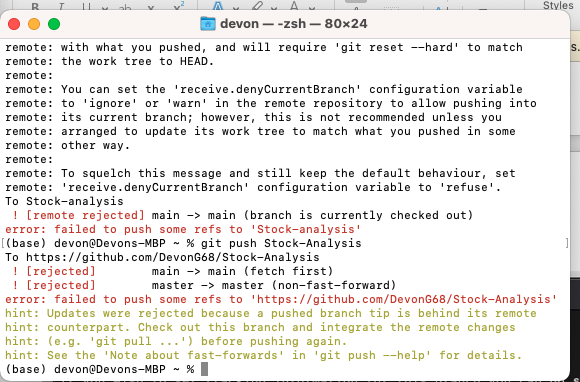 Styles
devon — -zsh — 80×24
remote: with what you pushed, and will require 'git reset --hard' to match
remote: the work tree to HEAD.
remote:
remote: You can set the 'receive.denyCurrentBranch' configuration variable
remote: to 'ignore' or 'warn' in the remote repository to allow pushing into
remote: its current branch; however, this is not recommended unless you
remote: arranged to update its work tree to match what you pushed in some
remote: other way.
remote:
remote: To squelch this message and still keep the default behaviour, set
remote: 'receive.denyCurrentBranch' configuration variable to 'refuse'.
To Stock-analysis
 ! [remote rejected] main -> main (branch is currently checked out)
error: failed to push some refs to 'Stock-analysis'
[(base) devon@Devons-MBP ~ % git push Stock-Analysis ]
To https://github.com/DevonG68/Stock-Analysis
 ! [rejected]        main -> main (fetch first)
 ! [rejected]        master -> master (non-fast-forward)
error: failed to push some refs to 'https://github.com/DevonG68/Stock-Analysis'
hint: Updates were rejected because a pushed branch tip is behind its remote
hint: counterpart. Check out this branch and integrate the remote changes
hint: (e.g. 'git pull ...') before pushing again.
hint: See the 'Note about fast-forwards' in 'git push --help' for details.
(base) devon@Devons-MBP ~ %